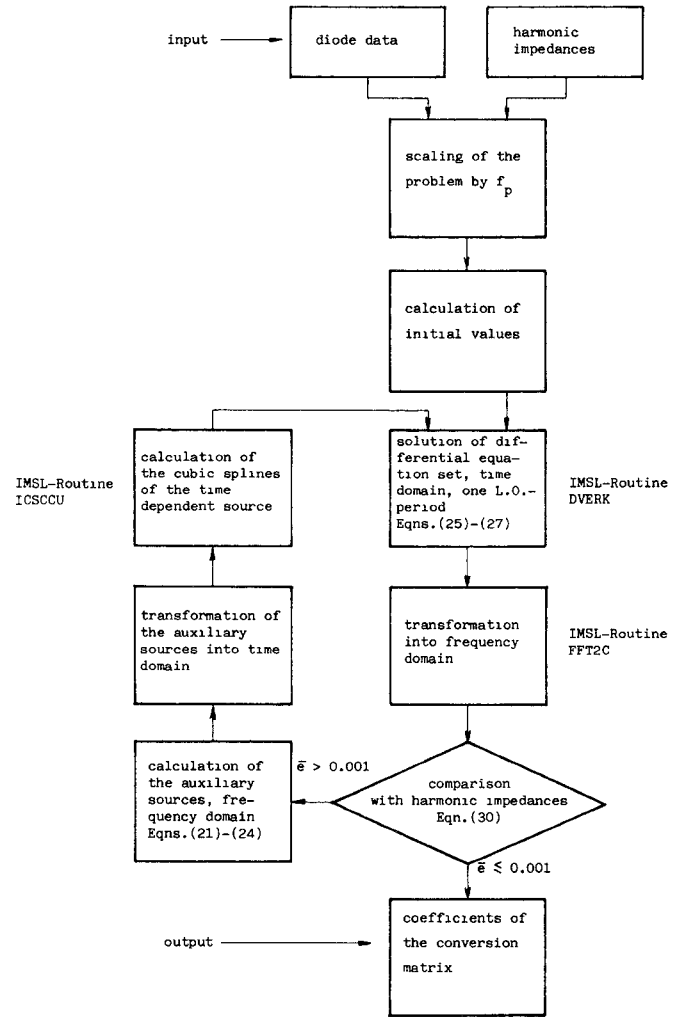 input
diode data
harmonic
impedances
scaling of the
problem by f_p
calculation of
initial values
IMSL-Routine
ICSCCU
calculation of
the cubic splines
of the time
dependent source
solution of dif-
ferential equa-
tion set, time
domain, one L.O.-
period
Eqns.(25)-(27)
IMSL-Routine
DVERK
transformation of
the auxiliary
sources into time
domain
transformation
into frequency
domain
IMSL-Routine
FFT2C
calculation of
the auxiliary
sources, fre-
quency domain
Eqns.(21)-(24)
ē > 0.001
comparison
with harmonic impedances
Eqn.(30)
ē ⩽ 0.001
output
coefficients of
the conversion
matrix